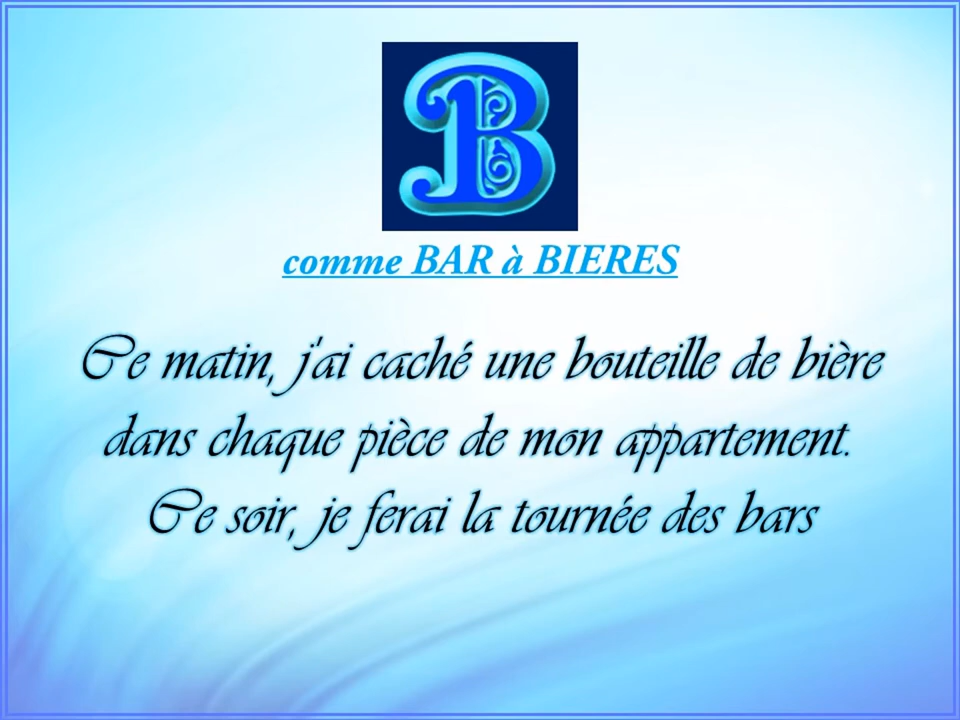 B
comme BAR à BIERES
Ce matin, j'ai caché une bouteille de bière
dans chaque pièce de mon appartement.
Ce soir, je ferai la tournée des bars